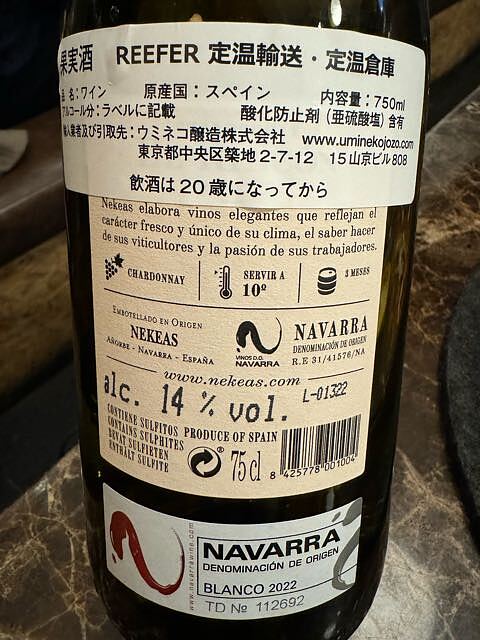 果実酒 REEFER 定温輸送・定温倉庫
品 名：ワイン 原産国：スペイン 内容量：750ml
アルコール分：ラベルに記載 酸化防止剤（亜硫酸塩）含有
輸入業者及び引取先：ウミネコ醸造株式会社 www.uminekojozo.com
東京都中央区築地 2-7-12 15山京ビル 808
飲酒は20歳になってから
Nekeas elabora vinos elegantes que reflejan el
carácter fresco y único de su clima, el saber hacer
de sus viticultores y la pasión de sus trabajadores.
CHARDONNAY
SERVIR A
10º
3 MESES
EMBOTELLADO EN ORIGEN
NEKEAS
AÑORBE - NAVARRA - ESPAÑA
VINOS D.O.
NAVARRA
NAVARRA
DENOMINACIÓN DE ORIGEN
R.E 31/41576/NA
www.nekeas.com
alc. 14 % vol. L-01322
CONTIENE SULFITOS
CONTAINS SULPHITES
BEVAT SULFIETEN
ENTHÄLT SULFITE
PRODUCE OF SPAIN
75 cl
8 425778 001004
www.navarrawine.com
NAVARRA
DENOMINACIÓN DE ORIGEN
BLANCO 2022
TD № 112692